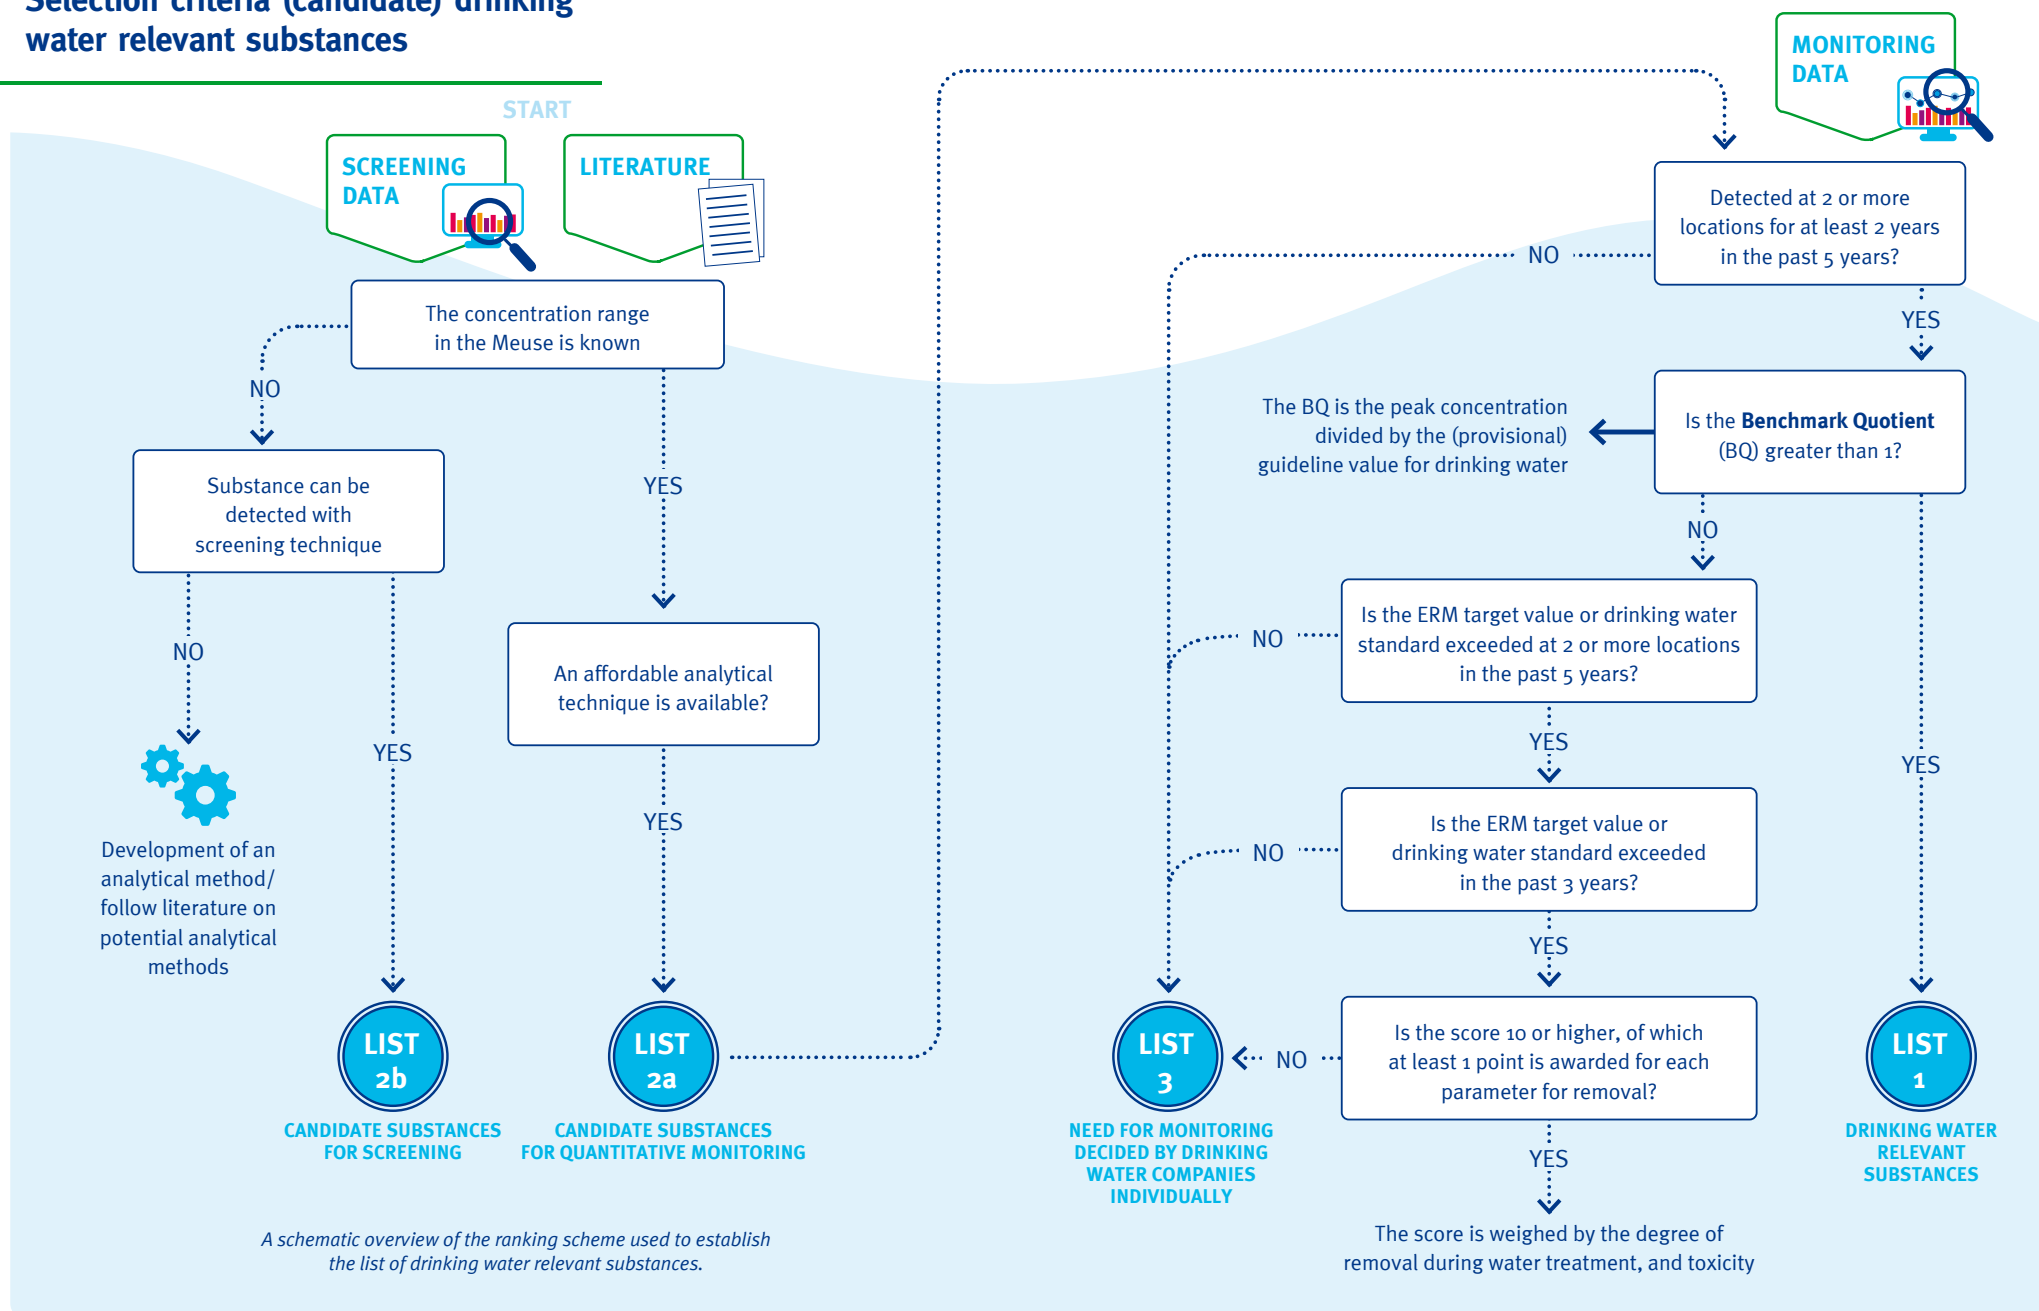 Selection criteria (candidate) drinking
water relevant substances
START
SCREENING
DATA
LITERATURE
The concentration range
in the Meuse is known
NO
YES
Substance can be
detected with
screening technique
NO
YES
An affordable analytical
technique is available?
YES
Development of an
analytical method/
follow literature on
potential analytical
methods
LIST
2b
CANDIDATE SUBSTANCES
FOR SCREENING
LIST
2a
CANDIDATE SUBSTANCES
FOR QUANTITATIVE MONITORING
A schematic overview of the ranking scheme used to establish
the list of drinking water relevant substances.
MONITORING
DATA
Detected at 2 or more
locations for at least 2 years
in the past 5 years?
NO
YES
Is the Benchmark Quotient
(BQ) greater than 1?
The BQ is the peak concentration
divided by the (provisional)
guideline value for drinking water
NO
YES
Is the ERM target value or drinking water
standard exceeded at 2 or more locations
in the past 5 years?
NO
YES
Is the ERM target value or
drinking water standard exceeded
in the past 3 years?
NO
YES
Is the score 10 or higher, of which
at least 1 point is awarded for each
parameter for removal?
NO
YES
The score is weighed by the degree of
removal during water treatment, and toxicity
LIST
3
NEED FOR MONITORING
DECIDED BY DRINKING
WATER COMPANIES
INDIVIDUALLY
LIST
1
DRINKING WATER
RELEVANT
SUBSTANCES